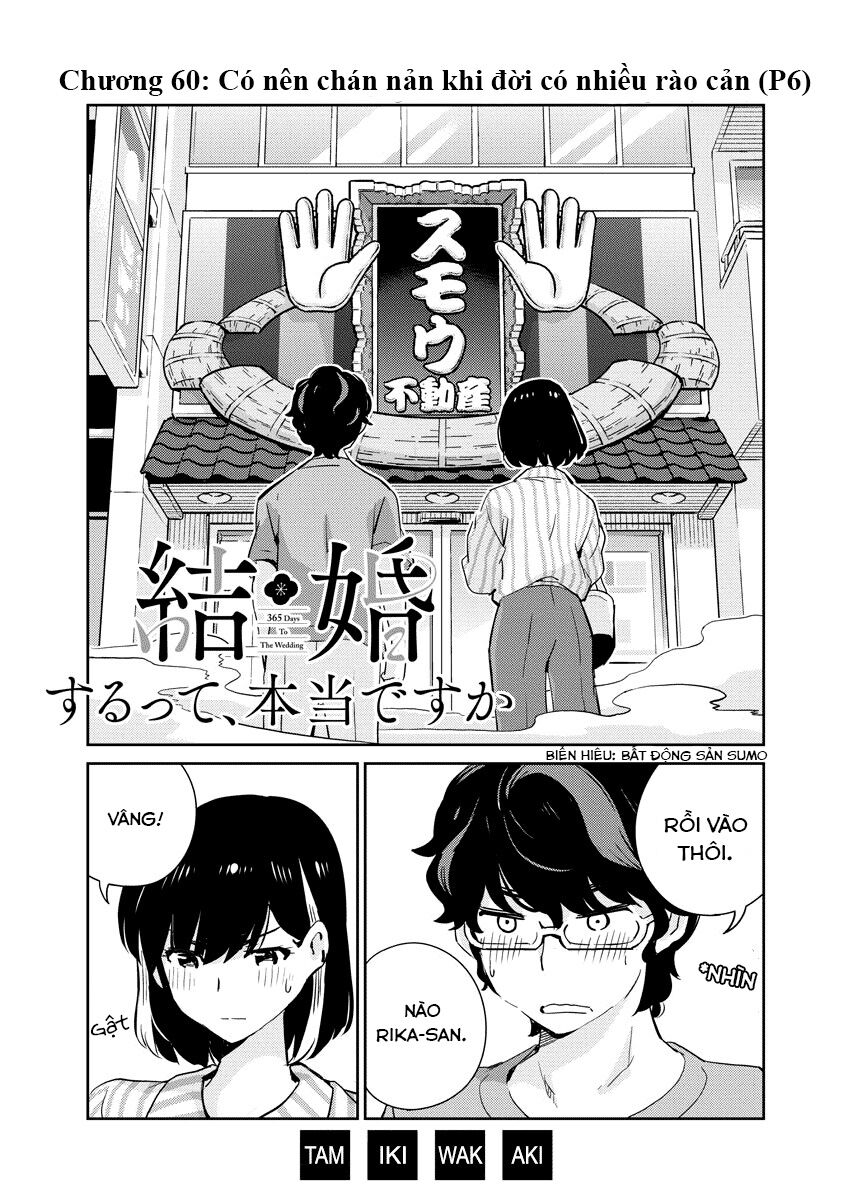 Chương 60: Có nên chán nản khi đời có nhiều rào cản (P6)
スモウ
不動産
結婚
365 Days
To
The Wedding
するって、本当ですか
BIỂN HIỆU: BẤT ĐỘNG SẢN SUMO
RỒI VÀO
THÔI.
*NHÌN
NÀO
RIKA-SAN.
VÂNG!
GẬT
TAM
IKI
WAK
AKI